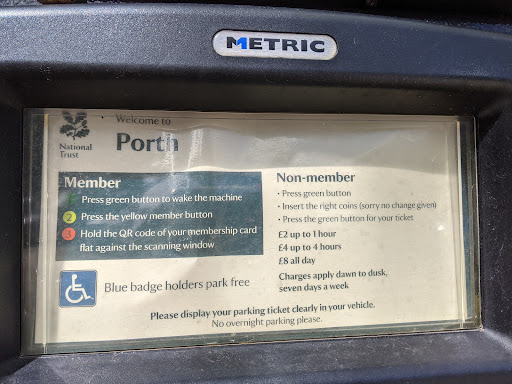 METRIC
National
Trust
Welcome to
Porth
Member
Press green button to wake the machine
2 Press the yellow member button
3 Hold the QR code of your membership card
flat against the scanning window
Blue badge holders park free
Non-member
· Press green button
· Insert the right coins (sorry no change given)
· Press the green button for your ticket
£2 up to 1 hour
£4 up to 4 hours
£8 all day
Charges apply dawn to dusk,
seven days a week
Please display your parking ticket clearly in your vehicle.
No overnight parking please.